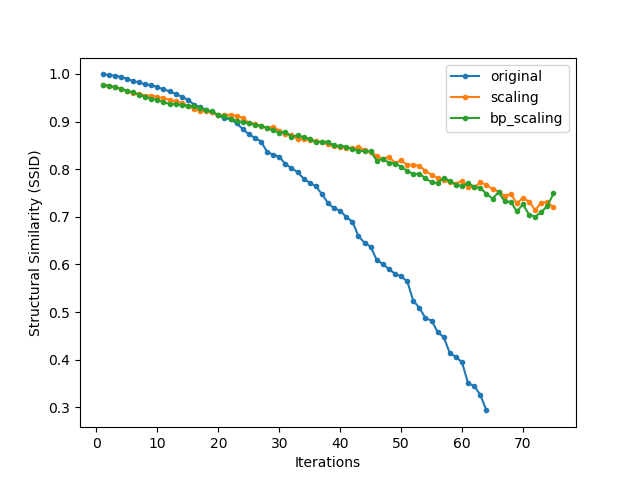 original
scaling
bp_scaling
1.0
0.9
0.8
0.7
0.6
0.5
0.4
0.3
Structural Similarity (SSID)
0 10 20 30 40 50 60 70
Iterations